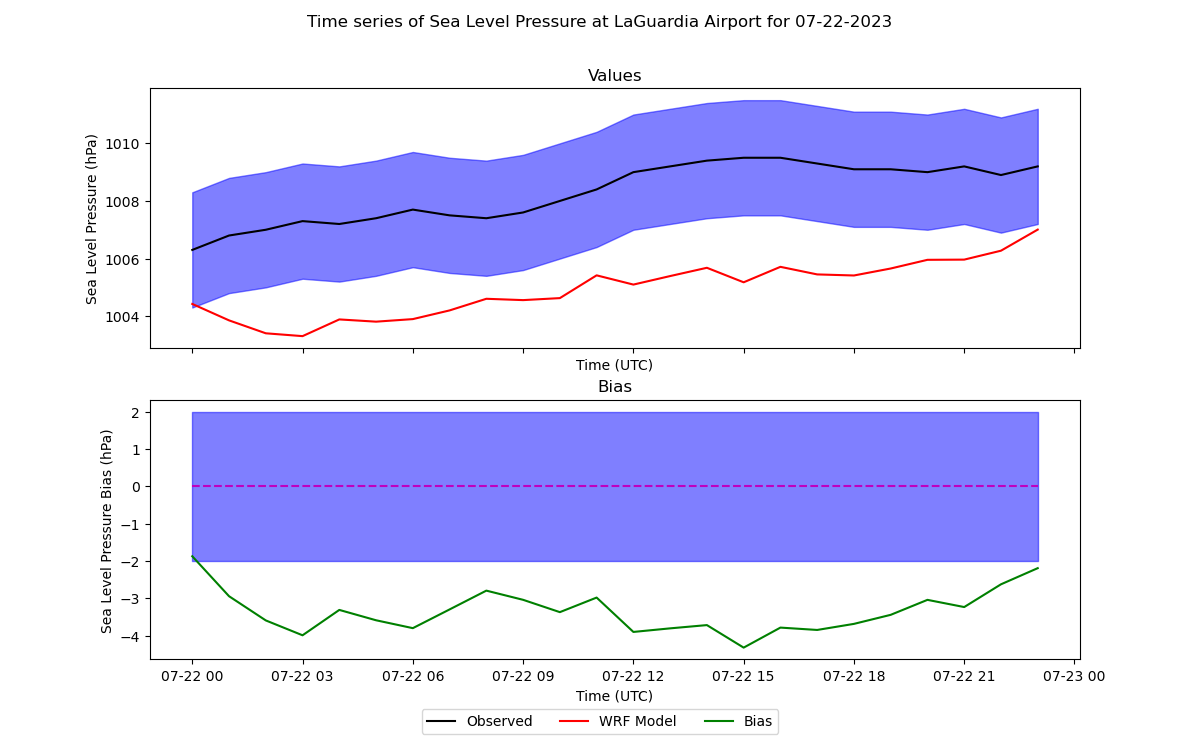 Time series of Sea Level Pressure at LaGuardia Airport for 07-22-2023
Values
Sea Level Pressure (hPa)
1010
1008
1006
1004
Time (UTC)
Bias
Sea Level Pressure Bias (hPa)
2
1
0
−1
−2
−3
−4
07-22 00 07-22 03 07-22 06 07-22 09 07-22 12 07-22 15 07-22 18 07-22 21 07-23 00
Time (UTC)
Observed WRF Model Bias